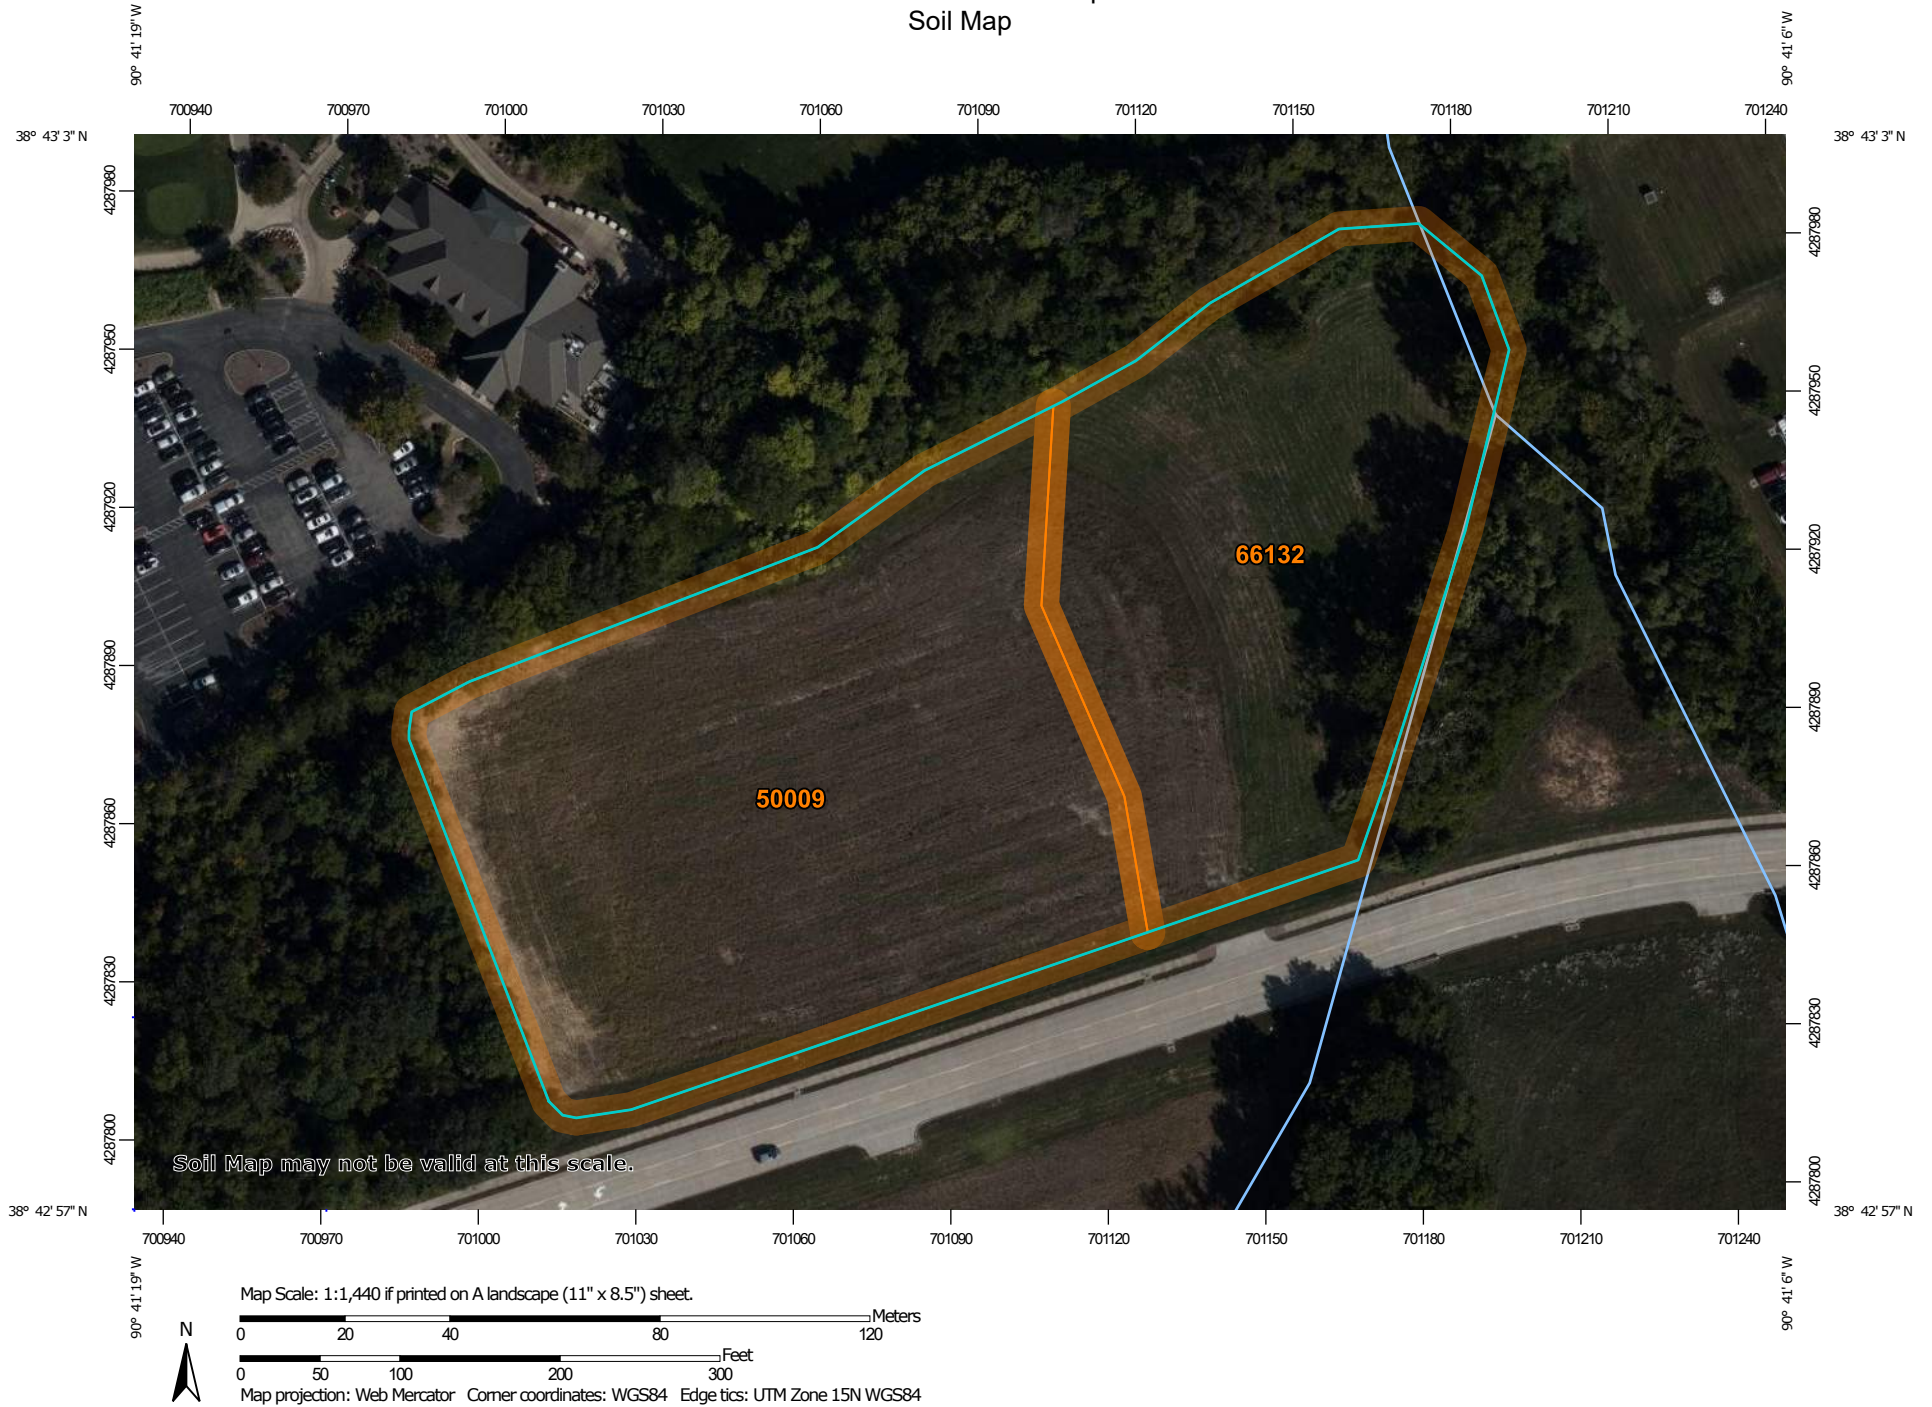 Soil Map
90° 41' 19" W
90° 41' 6" W
700940 700970 701000 701030 701060 701090 701120 701150 701180 701210 701240
38° 43' 3" N
38° 43' 3" N
4287980
4287950
4287920
4287890
4287860
4287830
4287800
4287980
4287950
4287920
4287890
4287860
4287830
4287800
66132
50009
Soil Map may not be valid at this scale.
38° 42' 57" N
38° 42' 57" N
700940 700970 701000 701030 701060 701090 701120 701150 701180 701210 701240
90° 41' 19" W
90° 41' 6" W
Map Scale: 1:1,440 if printed on A landscape (11" x 8.5") sheet.
Meters
0 20 40 80 120
N
Feet
0 50 100 200 300
Map projection: Web Mercator Corner coordinates: WGS84 Edge tics: UTM Zone 15N WGS84